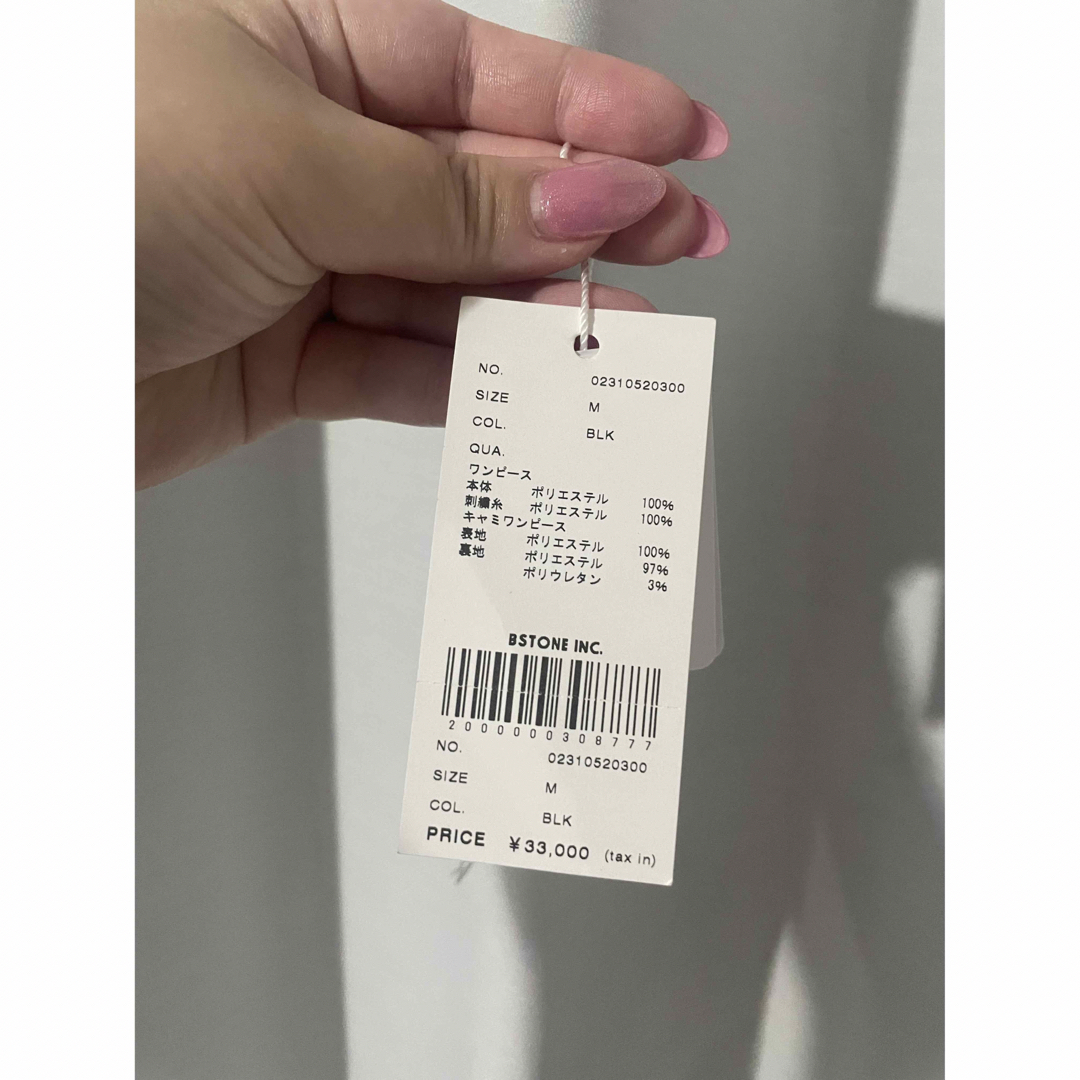 NO. 02310520300
SIZE M
COL. BLK
QUA.
ワンピース
本体 ポリエステル 100%
刺繍糸 ポリエステル 100%
キャミワンピース
表地 ポリエステル 100%
裏地 ポリエステル 97%
ポリウレタン 3%
BSTONE INC.
2000000308777
NO. 02310520300
SIZE M
COL. BLK
PRICE ¥33,000 (tax in)